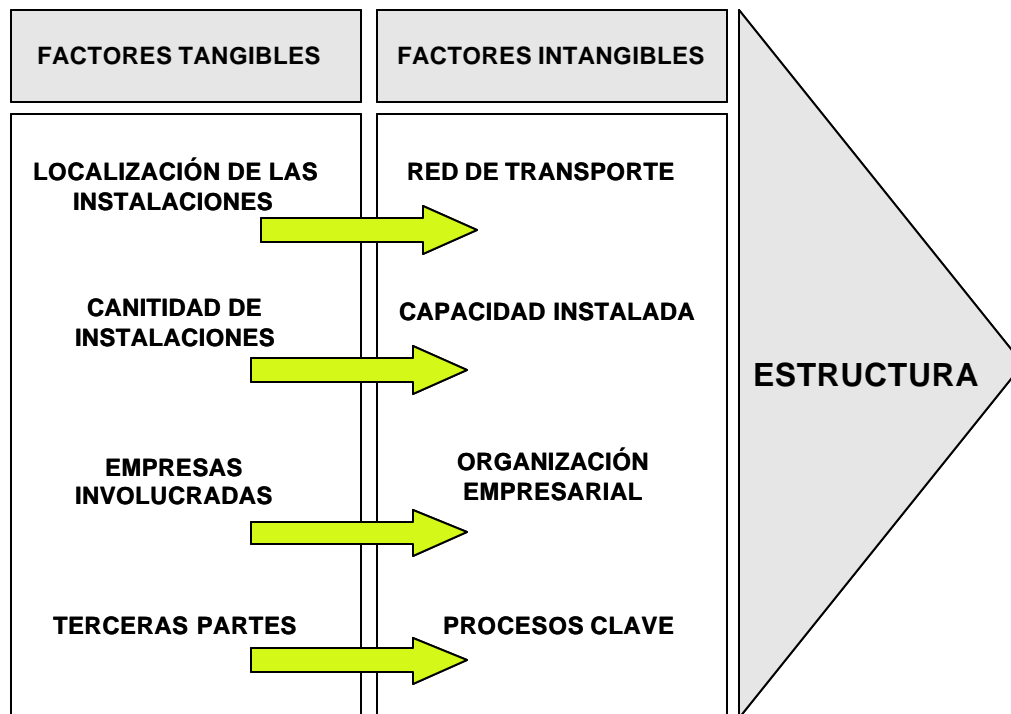 FACTORES TANGIBLES
FACTORES INTANGIBLES
LOCALIZACIÓN DE LAS
INSTALACIONES
RED DE TRANSPORTE
CANITIDAD DE
INSTALACIONES
CAPACIDAD INSTALADA
EMPRESAS
INVOLUCRADAS
ORGANIZACIÓN
EMPRESARIAL
TERCERAS PARTES
PROCESOS CLAVE
ESTRUCTURA